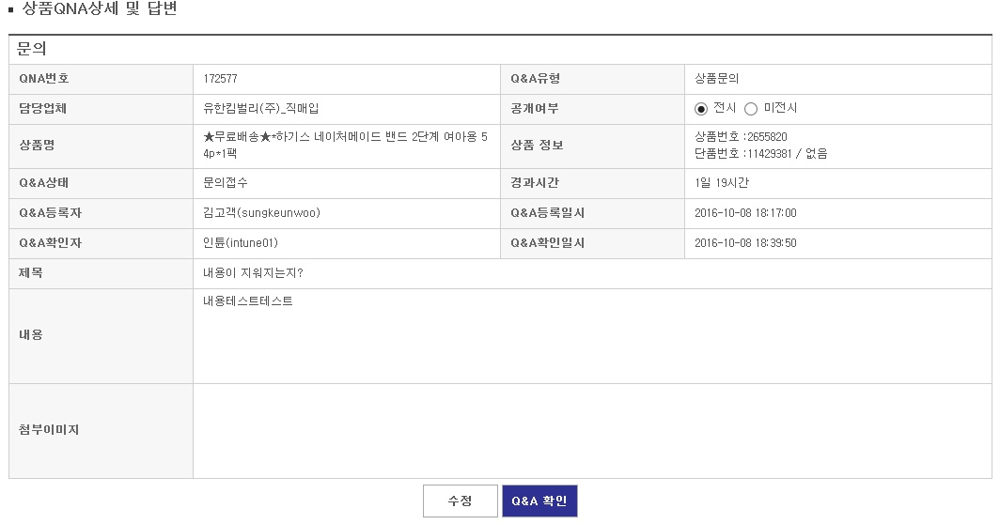 상품QNA상세 및 답변
문의
QNA번호 172577 Q&A유형 상품문의
담당업체 유한킴벌리(주)_직매입 공개여부 전시 미전시
상품명 ★무료배송★*하기스 네이처메이드 밴드 2단계 여아용 5
4p*1팩 상품 정보 상품번호 :2655820
단품번호 :11429381 / 없음
Q&A상태 문의접수 경과시간 1일 19시간
Q&A등록자 김고객(sungkeunwoo) Q&A등록일시 2016-10-08 18:17:00
Q&A확인자 인튠(intune01) Q&A확인일시 2016-10-08 18:39:50
제목 내용이 지워지는지?
내용 내용테스트테스트
첨부이미지
수정 Q&A 확인